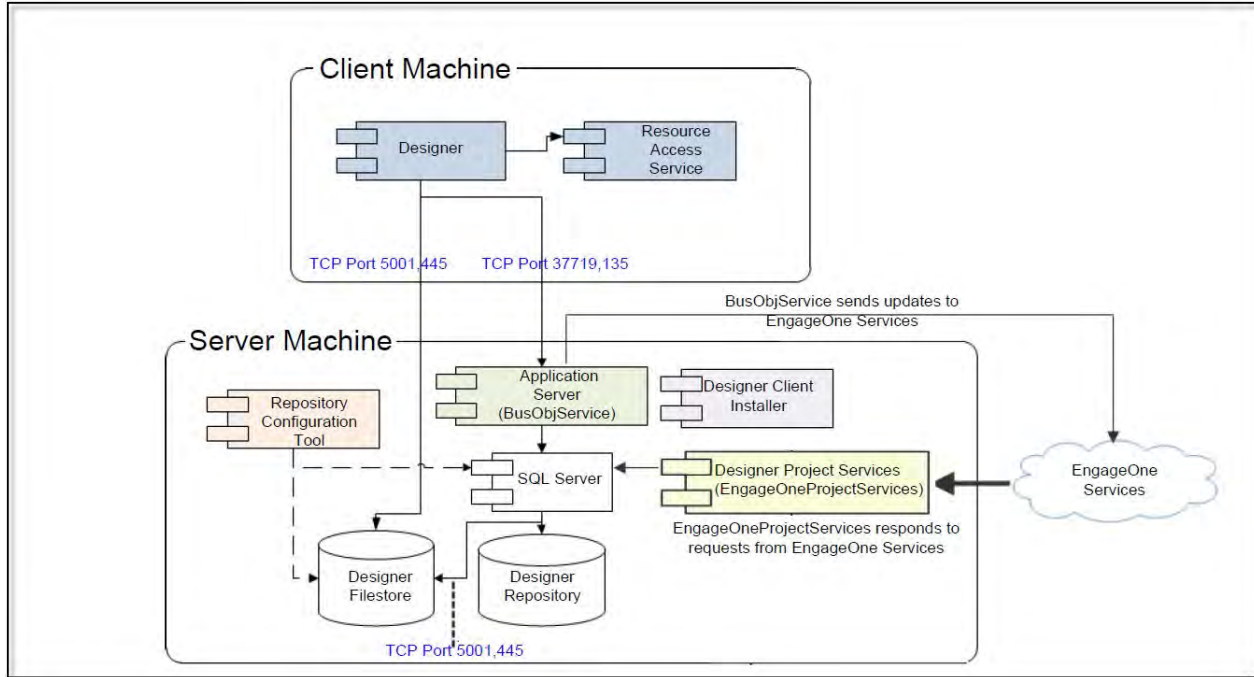 Client Machine
Designer
Resource
Access
Service
TCP Port 5001,445
TCP Port 37719,135
BusObjService sends updates to
EngageOne Services
Server Machine
Repository
Configuration
Tool
Application
Server
(BusObjService)
Designer Client
Installer
SQL Server
Designer Project Services
(EngageOneProjectServices)
EngageOne
Services
EngageOneProjectServices responds to
requests from EngageOne Services
Designer
Filestore
Designer
Repository
TCP Port 5001,445